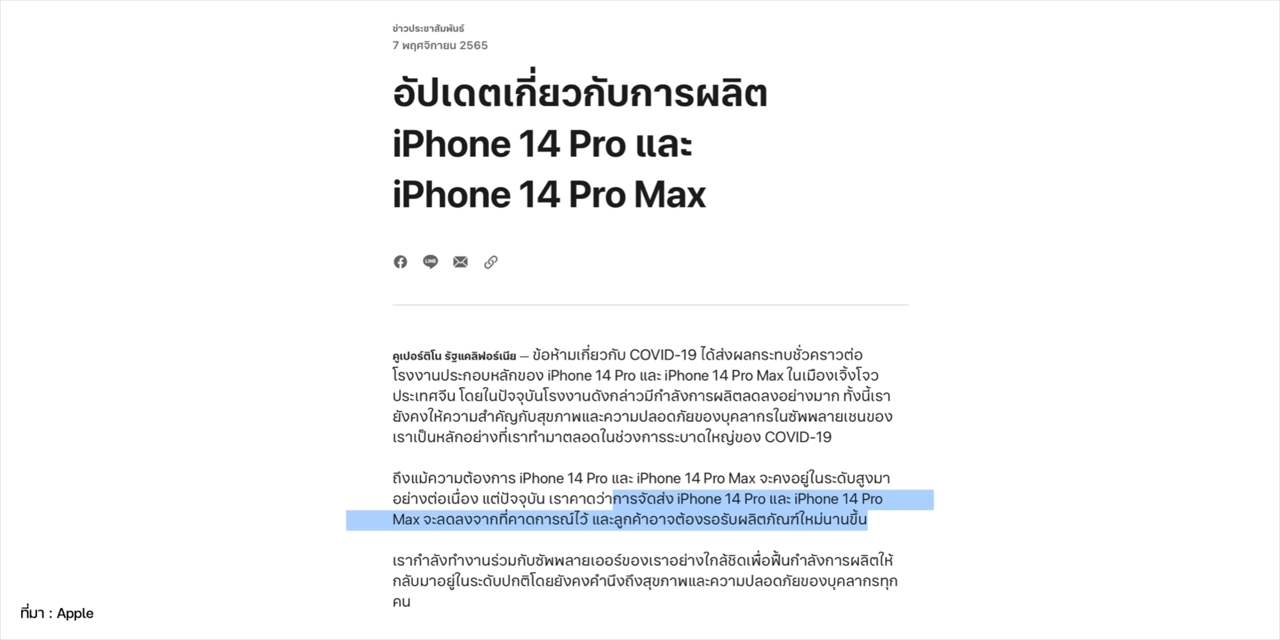 ข่าวประชาสัมพันธ์
7 พฤศจิกายน 2565
อัปเดตเกี่ยวกับการผลิต
iPhone 14 Pro และ
iPhone 14 Pro Max
LINE
คูเปอร์ติโน รัฐแคลิฟอร์เนีย — ข้อห้ามเกี่ยวกับ COVID-19 ได้ส่งผลกระทบชั่วคราวต่อ
โรงงานประกอบหลักของ iPhone 14 Pro และ iPhone 14 Pro Max ในเมืองเจิ้งโจว
ประเทศจีน โดยในปัจจุบันโรงงานดังกล่าวมีกำลังการผลิตลดลงอย่างมาก ทั้งนี้เรา
ยังคงให้ความสำคัญกับสุขภาพและความปลอดภัยของบุคลากรในซัพพลายเชนของ
เราเป็นหลักอย่างที่เราทำมาตลอดในช่วงการระบาดใหญ่ของ COVID-19
ถึงแม้ความต้องการ iPhone 14 Pro และ iPhone 14 Pro Max จะคงอยู่ในระดับสูงมา
อย่างต่อเนื่อง แต่ปัจจุบัน เราคาดว่าการจัดส่ง iPhone 14 Pro และ iPhone 14 Pro
Max จะลดลงจากที่คาดการณ์ไว้ และลูกค้าอาจต้องรอรับผลิตภัณฑ์ใหม่นานขึ้น
เรากำลังทำงานร่วมกับซัพพลายเออร์ของเราอย่างใกล้ชิดเพื่อฟื้นกำลังการผลิตให้
กลับมาอยู่ในระดับปกติโดยยังคงคำนึงถึงสุขภาพและความปลอดภัยของบุคลากรทุก
คน
ที่มา : Apple